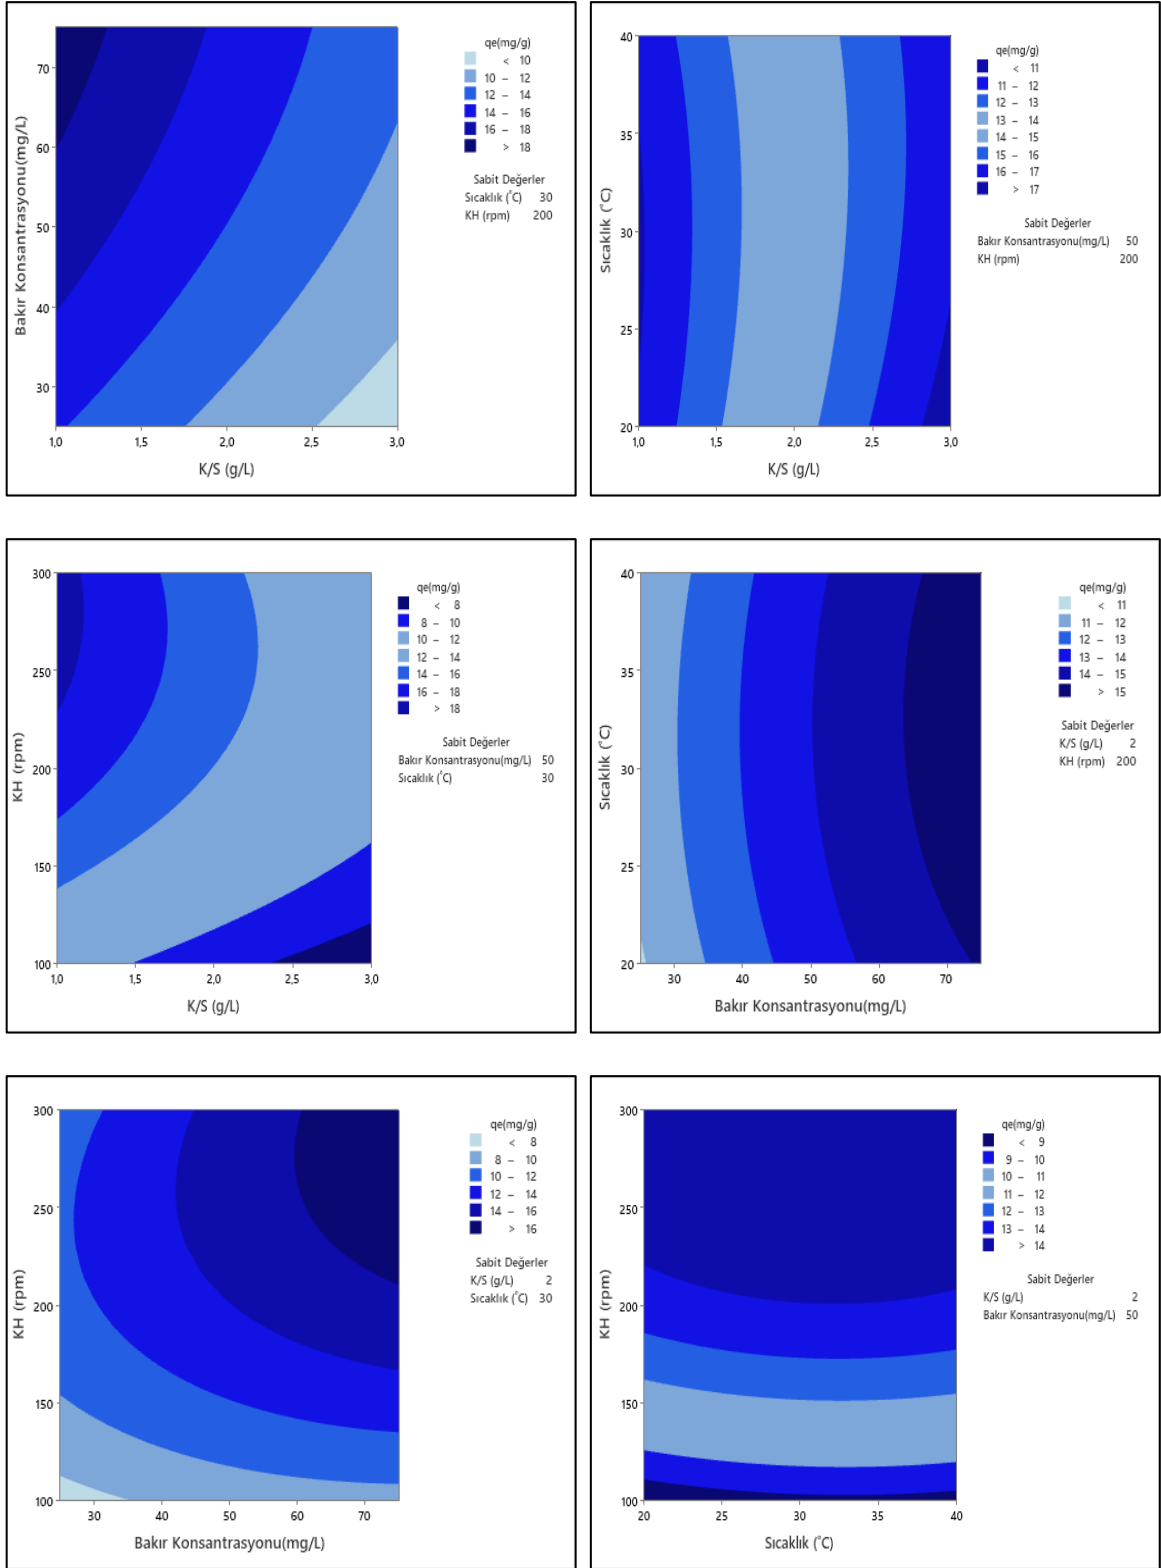 qe(mg/g)
< 10
10 – 12
12 – 14
14 – 16
16 – 18
> 18
Sabit Değerler
Sıcaklık (˚C) 30
KH (rpm) 200
Bakır Konsantrasyonu(mg/L)
70
60
50
40
30
1,0 1,5 2,0 2,5 3,0
K/S (g/L)
qe(mg/g)
< 11
11 – 12
12 – 13
13 – 14
14 – 15
15 – 16
16 – 17
> 17
Sabit Değerler
Bakır Konsantrasyonu(mg/L) 50
KH (rpm) 200
Sıcaklık (˚C)
40
35
30
25
20
1,0 1,5 2,0 2,5 3,0
K/S (g/L)
qe(mg/g)
< 8
8 – 10
10 – 12
12 – 14
14 – 16
16 – 18
> 18
Sabit Değerler
Bakır Konsantrasyonu(mg/L) 50
Sıcaklık (˚C) 30
KH (rpm)
300
250
200
150
100
1,0 1,5 2,0 2,5 3,0
K/S (g/L)
qe(mg/g)
< 11
11 – 12
12 – 13
13 – 14
14 – 15
> 15
Sabit Değerler
K/S (g/L) 2
KH (rpm) 200
Sıcaklık (˚C)
40
35
30
25
20
30 40 50 60 70
Bakır Konsantrasyonu(mg/L)
qe(mg/g)
< 8
8 – 10
10 – 12
12 – 14
14 – 16
> 16
Sabit Değerler
K/S (g/L) 2
Sıcaklık (˚C) 30
KH (rpm)
300
250
200
150
100
30 40 50 60 70
Bakır Konsantrasyonu(mg/L)
qe(mg/g)
< 9
9 – 10
10 – 11
11 – 12
12 – 13
13 – 14
> 14
Sabit Değerler
K/S (g/L) 2
Bakır Konsantrasyonu(mg/L) 50
KH (rpm)
300
250
200
150
100
20 25 30 35 40
Sıcaklık (˚C)